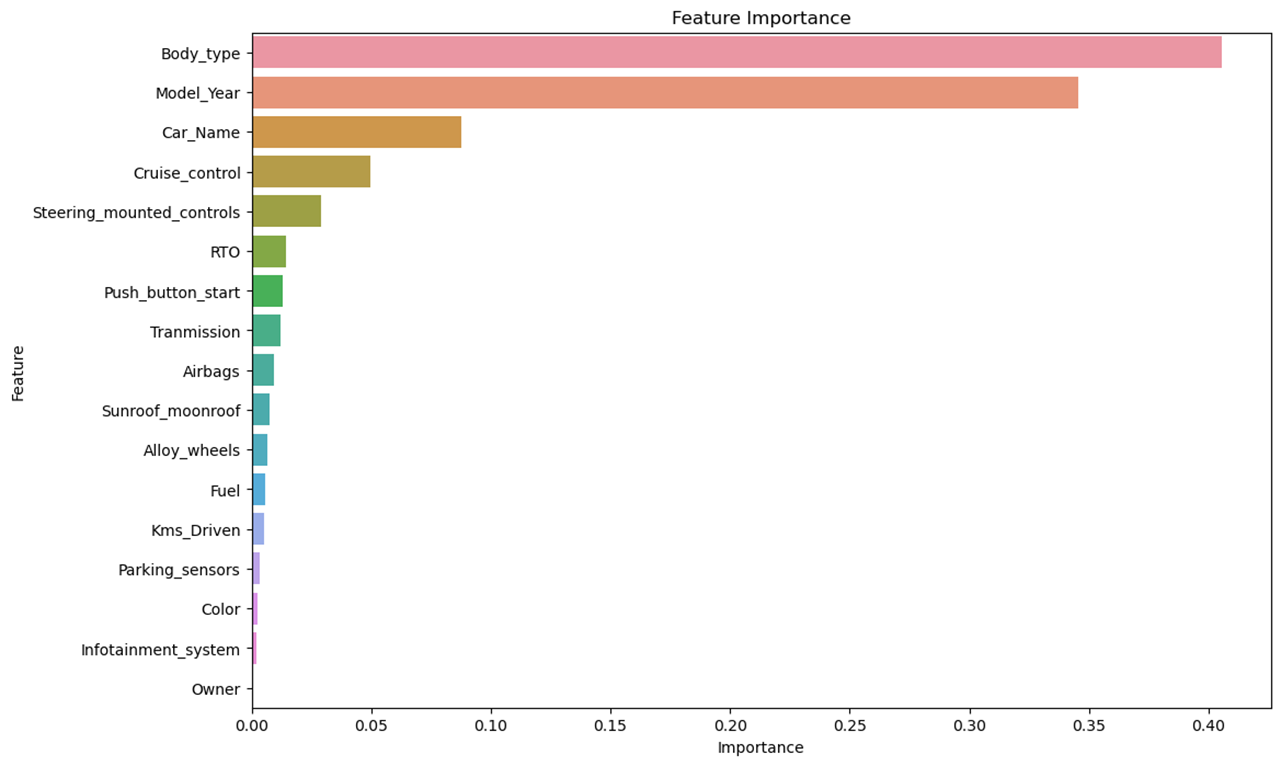 Feature Importance
Body_type
Model_Year
Car_Name
Cruise_control
Steering_mounted_controls
RTO
Push_button_start
Tranmission
Airbags
Sunroof_moonroof
Alloy_wheels
Fuel
Kms_Driven
Parking_sensors
Color
Infotainment_system
Owner
Feature
0.00 0.05 0.10 0.15 0.20 0.25 0.30 0.35 0.40
Importance